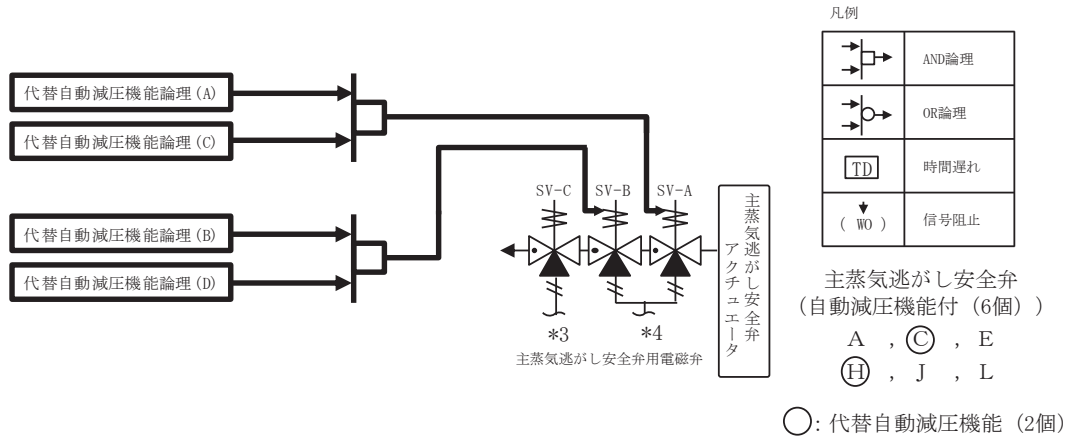 代替自動減圧機能論理(A)
代替自動減圧機能論理(C)
代替自動減圧機能論理(B)
代替自動減圧機能論理(D)
SV-C SV-B SV-A
主蒸気逃がし安全弁
アクチュエータ
*3 *4
主蒸気逃がし安全弁用電磁弁
凡例
AND論理
OR論理
TD 時間遅れ
( WO ) 信号阻止
主蒸気逃がし安全弁
(自動減圧機能付 (6個))
A , C , E
H , J , L
○: 代替自動減圧機能 (2個)